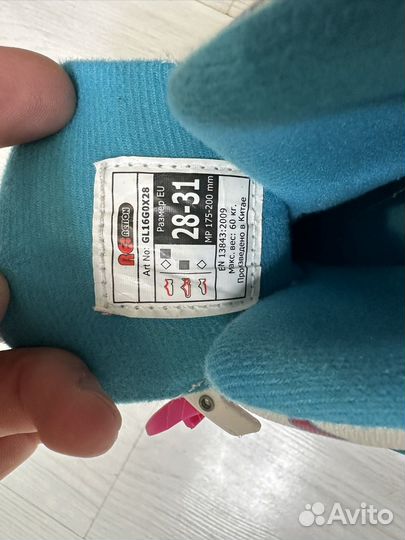 ACTION
Art No: GL16G0X28
Размер EU
28-31
MP 175-200 mm
EN 13843:2009
макс. вес: 60 кг.
Произведено в Китае
Avito